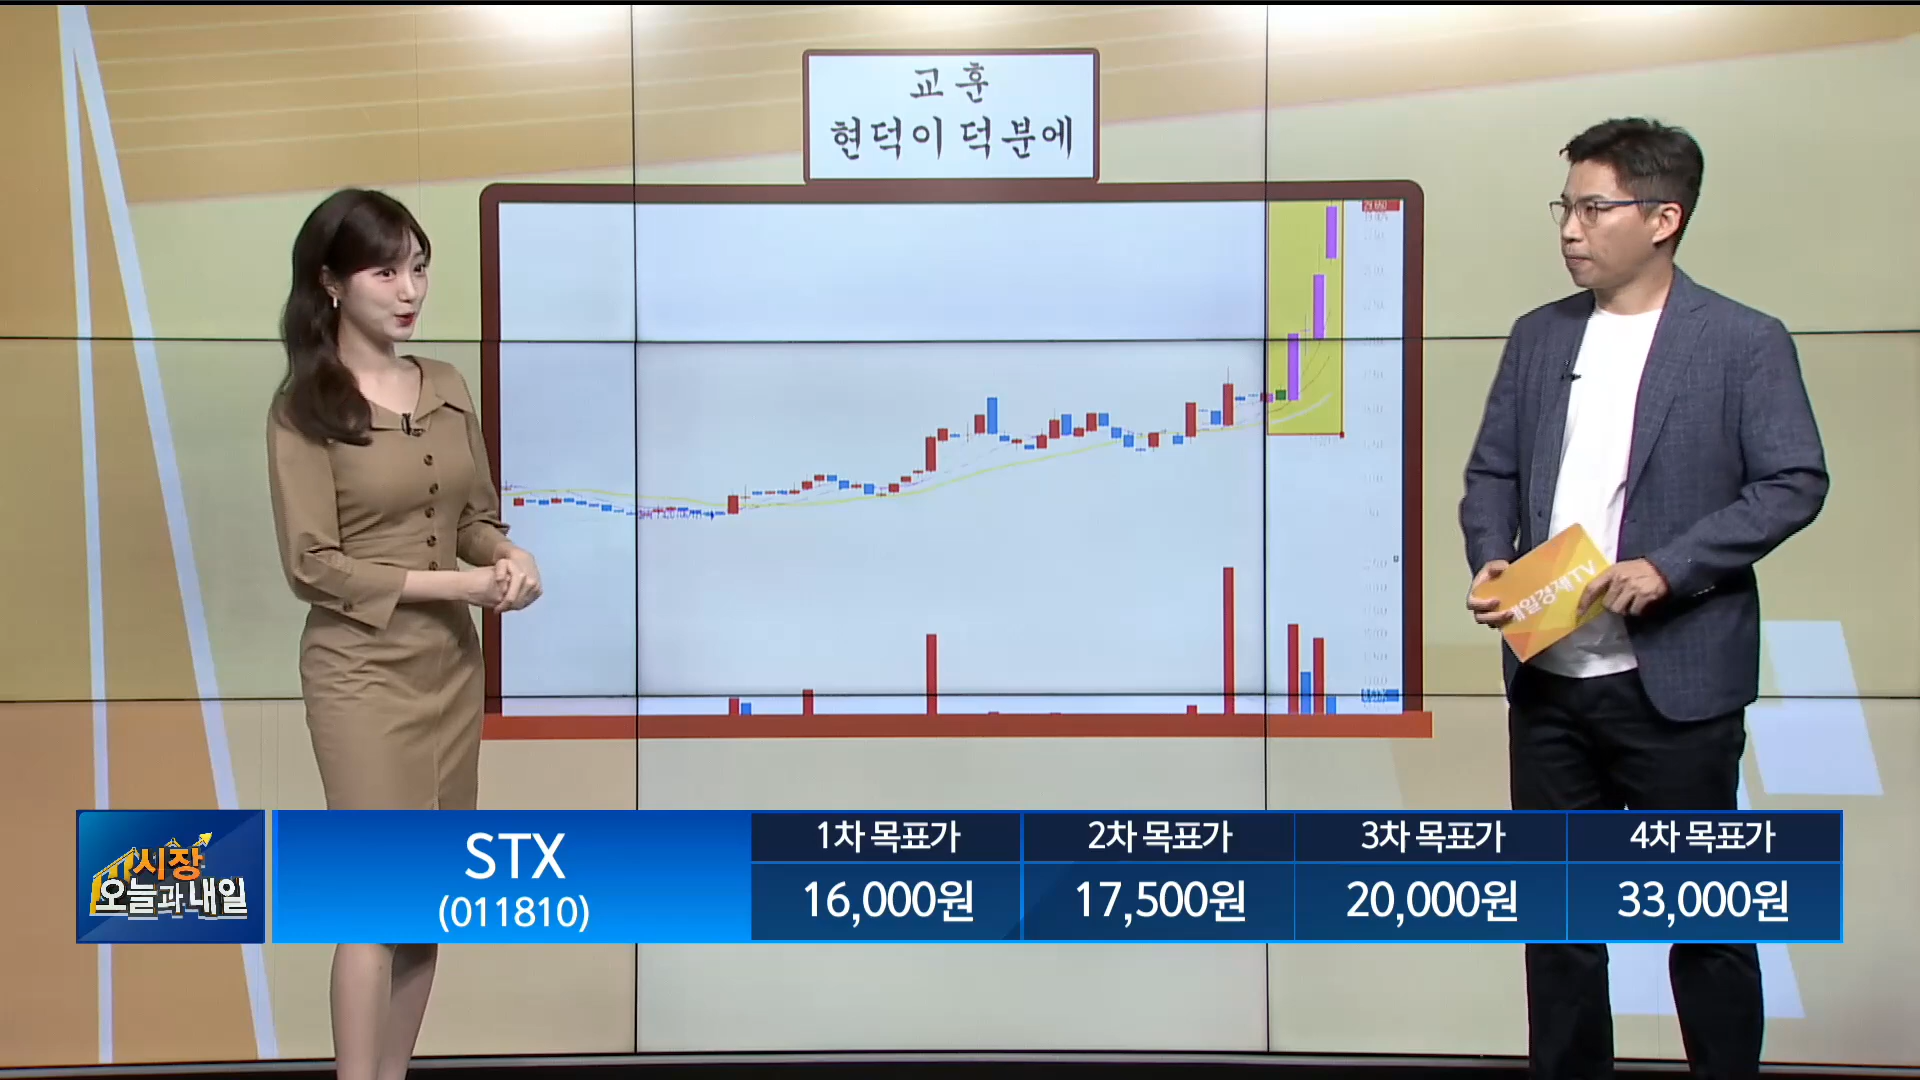 교훈
현덕이 덕분에
29,650
매일경제TV
시장
오늘과 내일
STX
(011810)
1차 목표가
2차 목표가
3차 목표가
4차 목표가
16,000원
17,500원
20,000원
33,000원